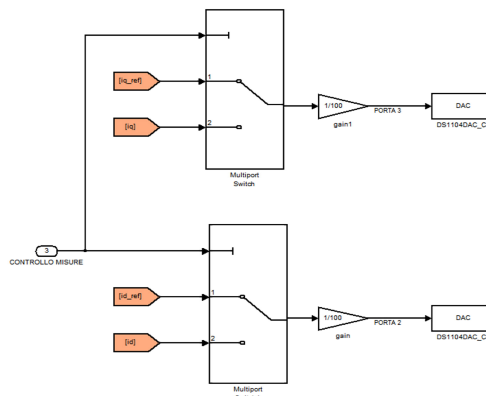 [iq_ref]
1
[iq]
2
1/100
gain1
PORTA 3
DAC
DS1104DAC_C
Multiport
Switch
3
CONTROLLO MISURE
[id_ref]
1
[id]
2
1/100
gain
PORTA 2
DAC
DS1104DAC_C
Multiport